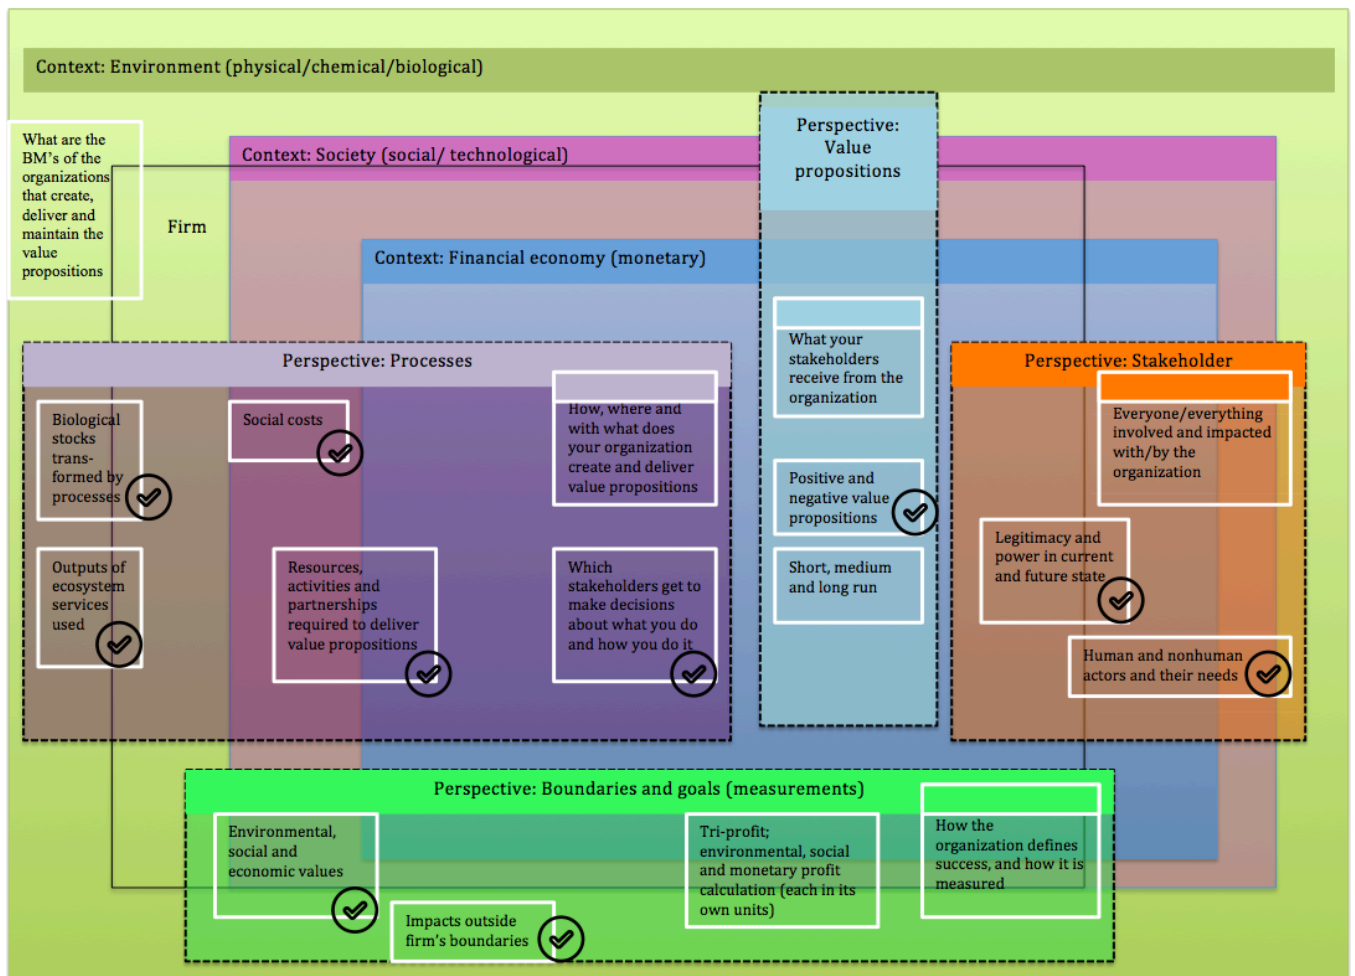 Context: Environment (physical/chemical/biological)
What are the
BM's of the
organizations
that create,
deliver and
maintain the
value
propositions
Firm
Context: Society (social/ technological)
Perspective:
Value
propositions
Context: Financial economy (monetary)
What your
stakeholders
receive from the
organization
Positive and
negative value
propositions
Short, medium
and long run
Perspective: Processes
Biological
stocks
trans-
formed by
processes
Social costs
How, where and
with what does
your organization
create and deliver
value propositions
Outputs of
ecosystem
services
used
Resources,
activities and
partnerships
required to deliver
value propositions
Which
stakeholders get to
make decisions
about what you do
and how you do it
Perspective: Stakeholder
Everyone/everything
involved and impacted
with/by the
organization
Legitimacy and
power in current
and future state
Human and nonhuman
actors and their needs
Perspective: Boundaries and goals (measurements)
Environmental,
social and
economic values
Impacts outside
firm's boundaries
Tri-profit;
environmental, social
and monetary profit
calculation (each in its
own units)
How the
organization defines
success, and how it is
measured